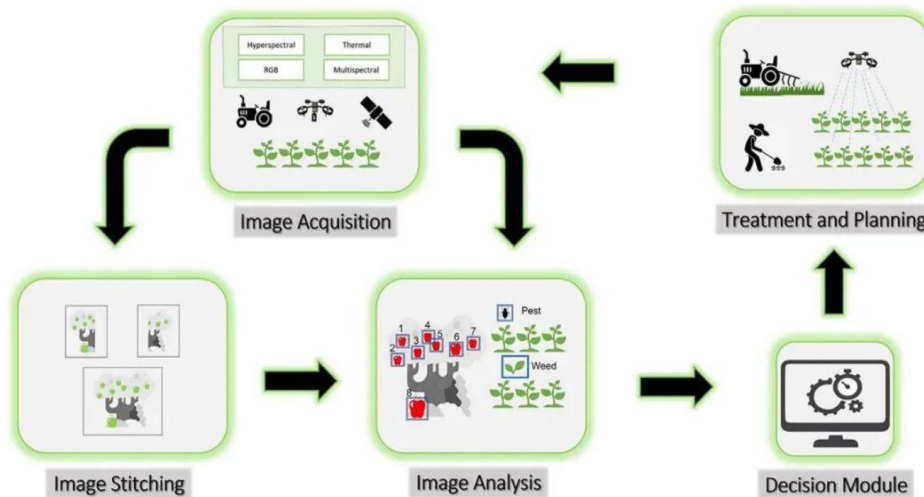 Hyperspectral
Thermal
RGB
Multispectral
Image Acquisition
Treatment and Planning
Image Stitching
1
2
3
4
5
6
7
8
Pest
Weed
Image Analysis
Decision Module